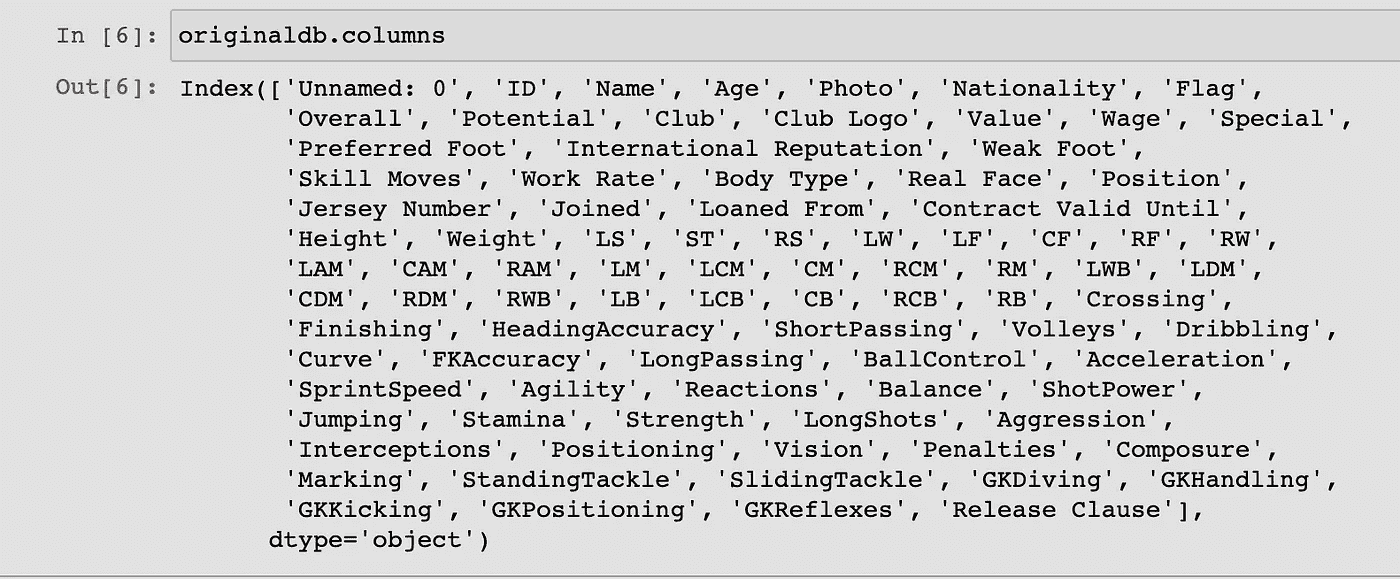 In [6]: originaldb.columns
Out[6]: Index(['Unnamed: 0', 'ID', 'Name', 'Age', 'Photo', 'Nationality', 'Flag',
'Overall', 'Potential', 'Club', 'Club Logo', 'Value', 'Wage', 'Special',
'Preferred Foot', 'International Reputation', 'Weak Foot',
'Skill Moves', 'Work Rate', 'Body Type', 'Real Face', 'Position',
'Jersey Number', 'Joined', 'Loaned From', 'Contract Valid Until',
'Height', 'Weight', 'LS', 'ST', 'RS', 'LW', 'LF', 'CF', 'RF', 'RW',
'LAM', 'CAM', 'RAM', 'LM', 'LCM', 'CM', 'RCM', 'RM', 'LWB', 'LDM',
'CDM', 'RDM', 'RWB', 'LB', 'LCB', 'CB', 'RCB', 'RB', 'Crossing',
'Finishing', 'HeadingAccuracy', 'ShortPassing', 'Volleys', 'Dribbling',
'Curve', 'FKAccuracy', 'LongPassing', 'BallControl', 'Acceleration',
'SprintSpeed', 'Agility', 'Reactions', 'Balance', 'ShotPower',
'Jumping', 'Stamina', 'Strength', 'LongShots', 'Aggression',
'Interceptions', 'Positioning', 'Vision', 'Penalties', 'Composure',
'Marking', 'StandingTackle', 'SlidingTackle', 'GKDiving', 'GKHandling',
'GKKicking', 'GKPositioning', 'GKReflexes', 'Release Clause'],
dtype='object')